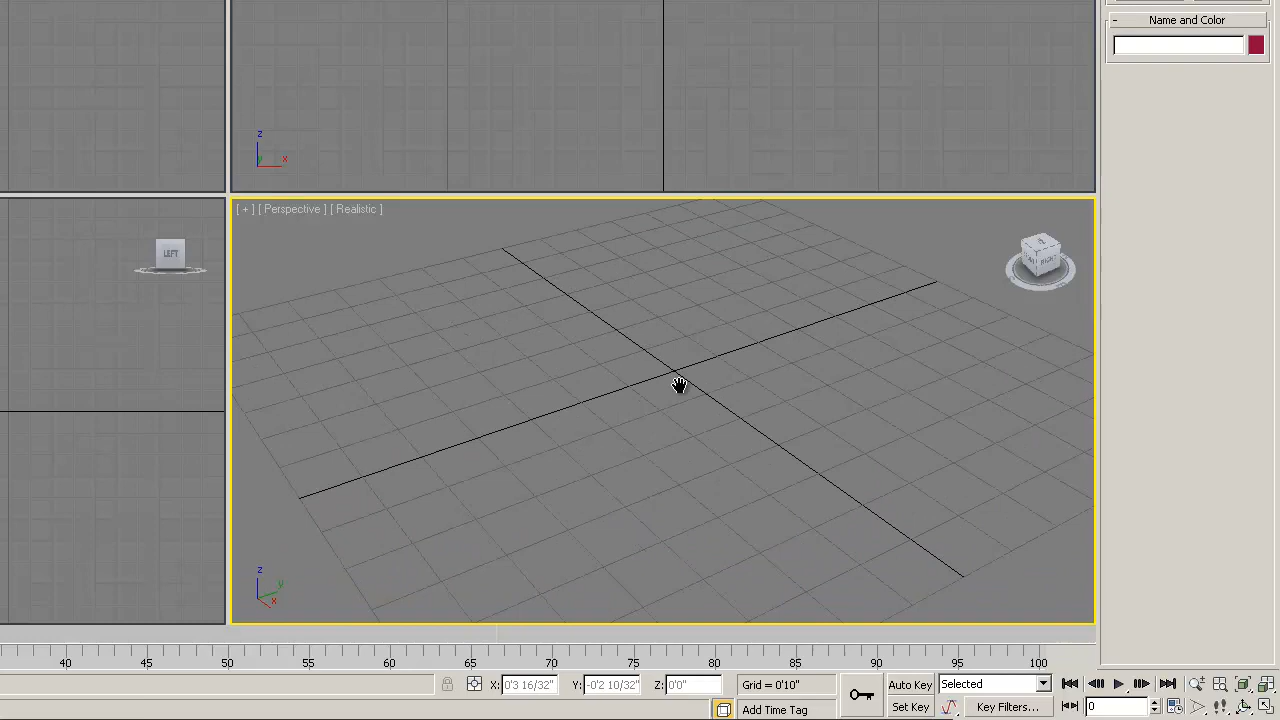 - Name and Color
z
y x
[ + ] [ Perspective ] [ Realistic ]
LEFT
RIGHT
z
y
x
40 45 50 55 60 65 70 75 80 85 90 95 100
X: 0'3 16/32" Y: -0'2 10/32" Z: 0'0" Grid = 0'10" Auto Key Selected
Add Time Tag Set Key Key Filters... 0